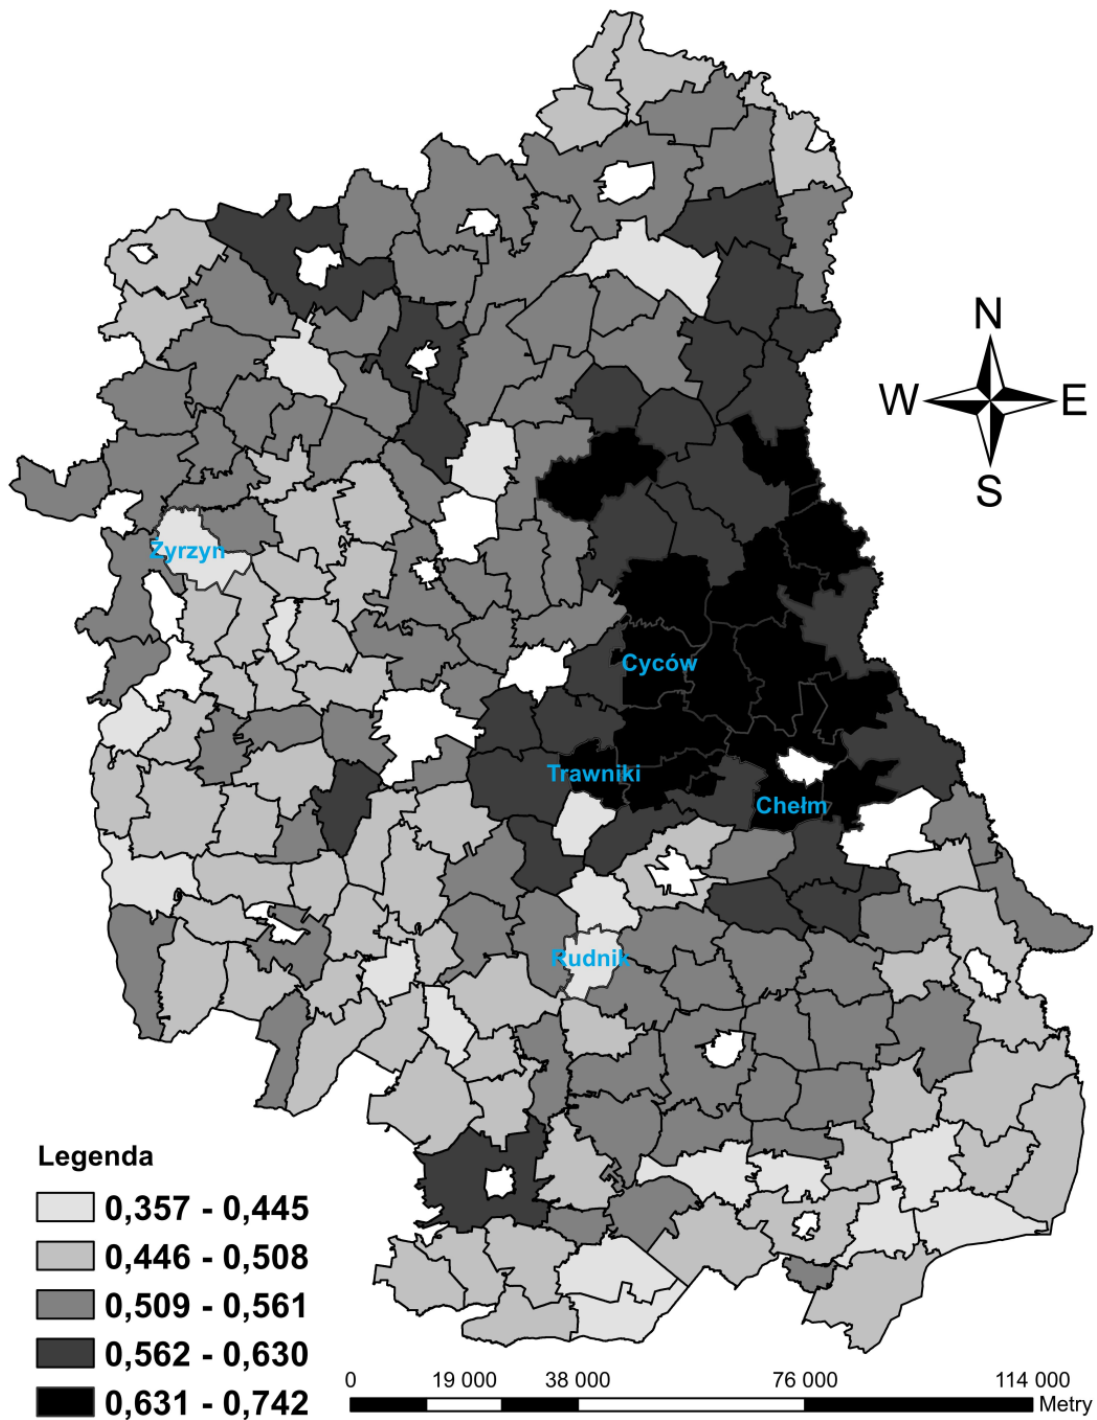 N
W E
S
Żyrzyn
Cyców
Trawniki
Chełm
Rudnik
Legenda
0,357 - 0,445
0,446 - 0,508
0,509 - 0,561
0,562 - 0,630
0,631 - 0,742
0 19 000 38 000 76 000 114 000
Metry